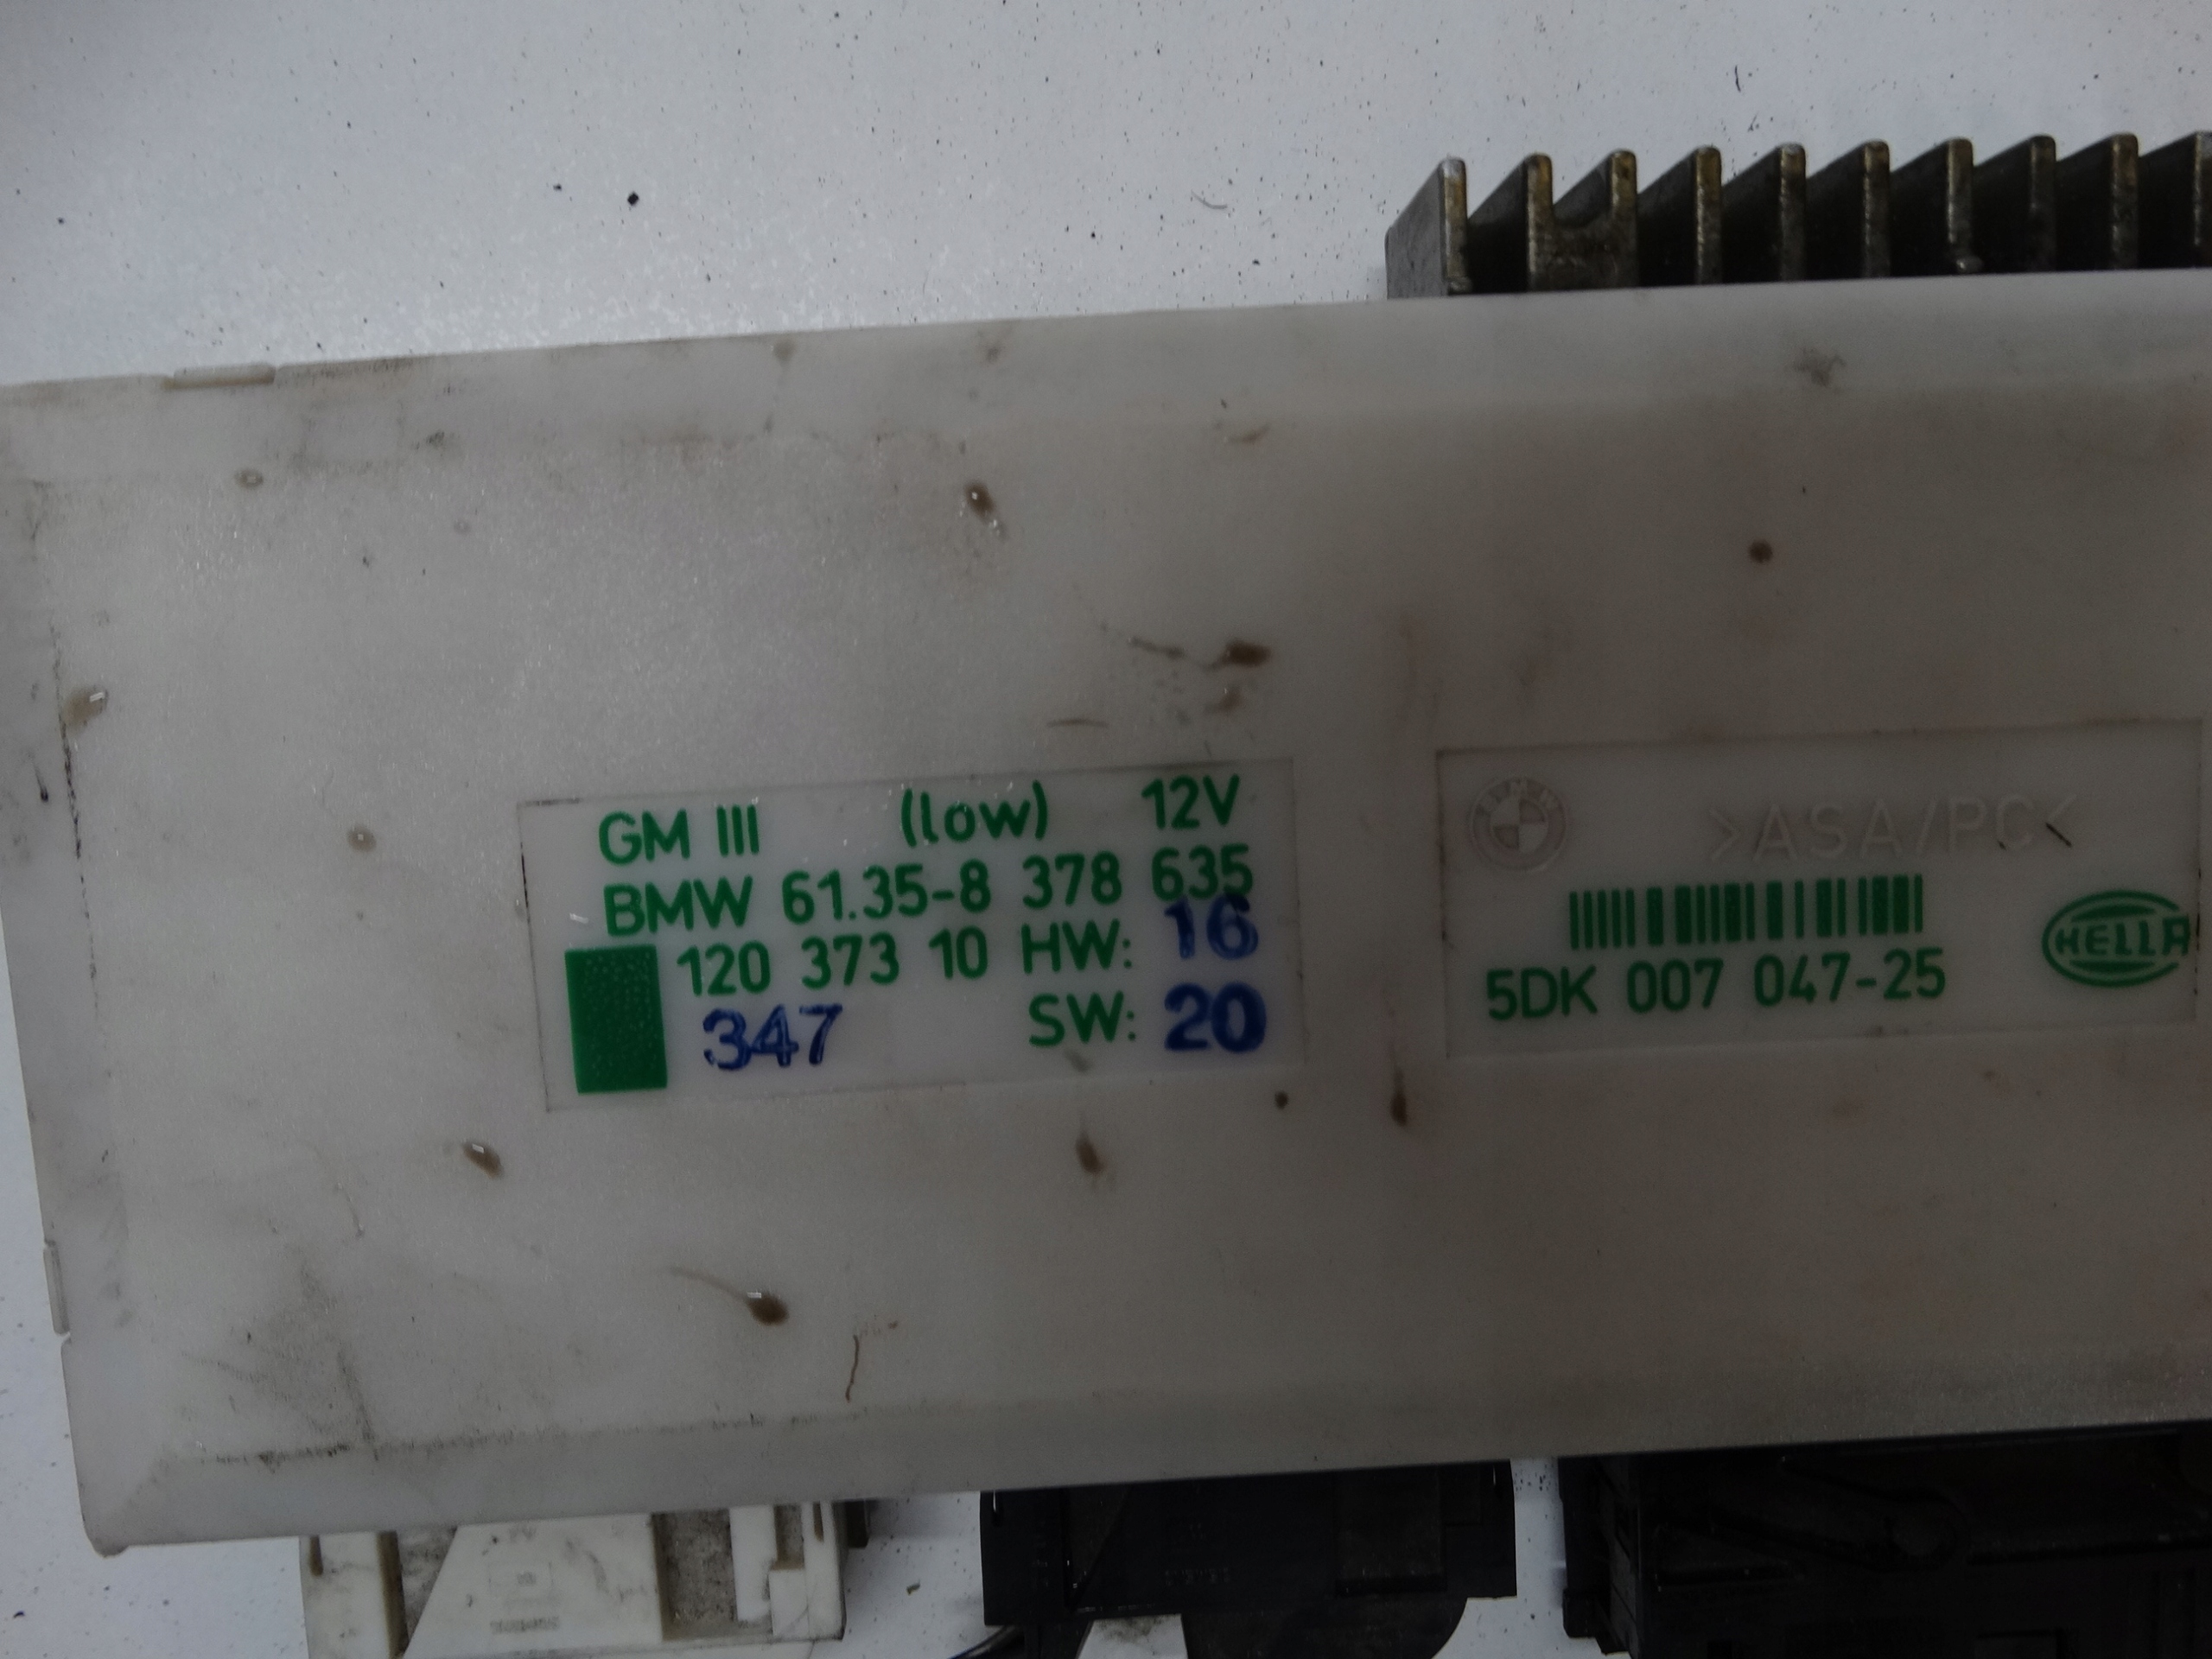 GM III (low) 12V
BMW 61.35-8 378 635
120 373 10 HW: 16
347 SW: 20
>ASA/PC<
5DK 007 047-25
HELLA